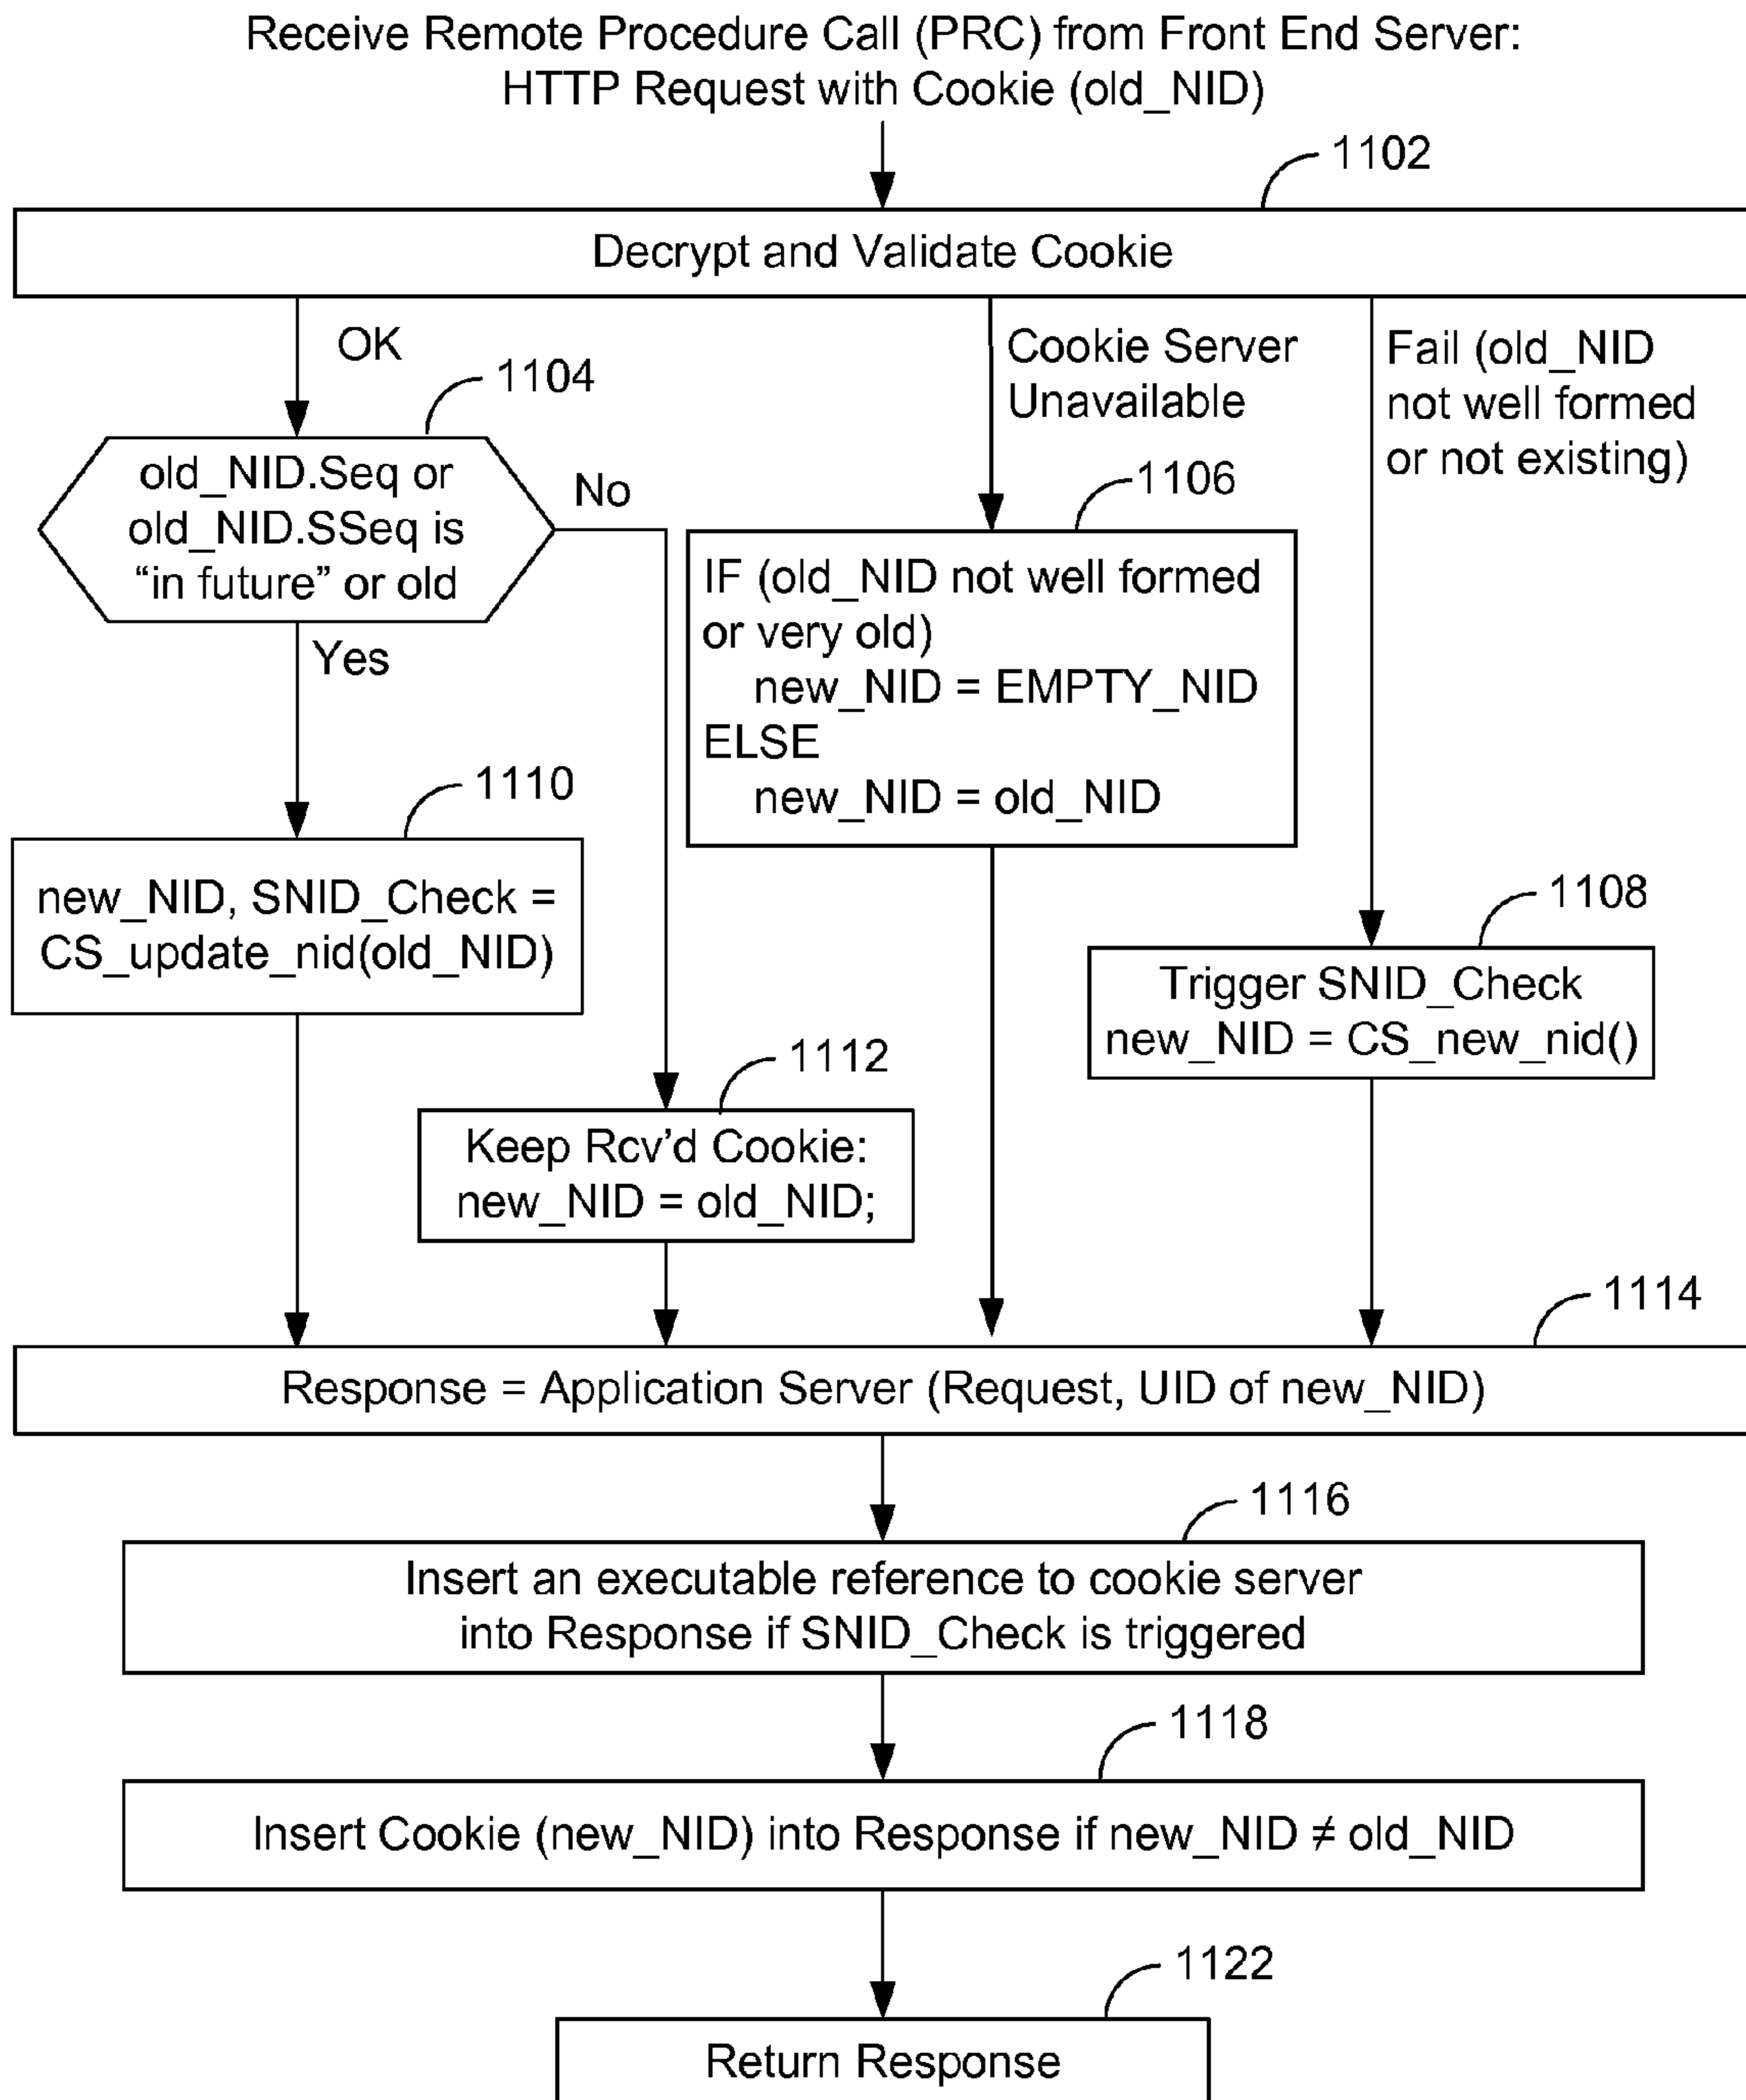 Receive Remote Procedure Call (PRC) from Front End Server:
HTTP Request with Cookie (old_NID)
1102
Decrypt and Validate Cookie
OK
Cookie Server
Unavailable
Fail (old_NID
not well formed
or not existing)
1104
old_NID.Seq or
old_NID.SSeq is
“in future” or old
No
Yes
1106
IF (old_NID not well formed
or very old)
new_NID = EMPTY_NID
ELSE
new_NID = old_NID
1110
new_NID, SNID_Check =
CS_update_nid(old_NID)
1108
Trigger SNID_Check
new_NID = CS_new_nid()
1112
Keep Rcv’d Cookie:
new_NID = old_NID;
1114
Response = Application Server (Request, UID of new_NID)
1116
Insert an executable reference to cookie server
into Response if SNID_Check is triggered
1118
Insert Cookie (new_NID) into Response if new_NID ≠ old_NID
1122
Return Response